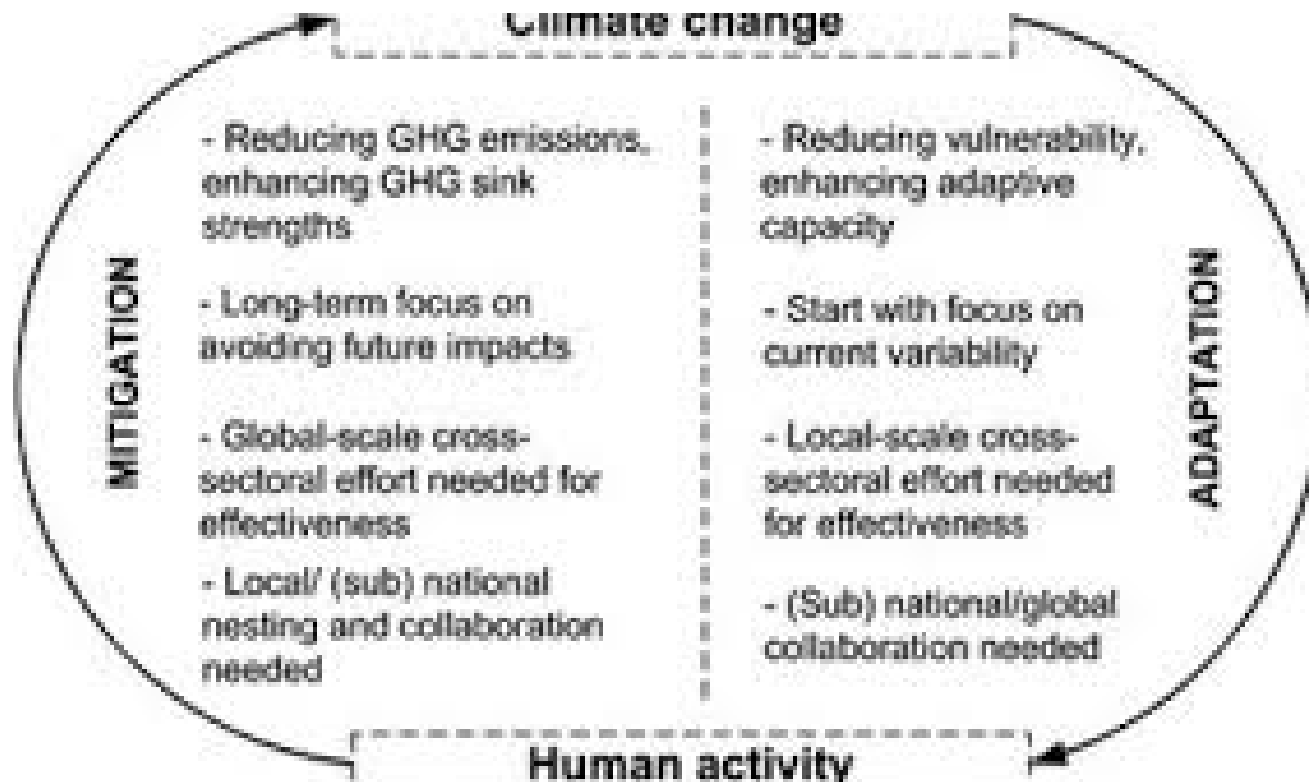 Climate change
MITIGATION
- Reducing GHG emissions,
enhancing GHG sink
strengths
- Long-term focus on
avoiding future impacts
- Global-scale cross-
sectoral effort needed for
effectiveness
- Local/ (sub) national
nesting and collaboration
needed
- Reducing vulnerability,
enhancing adaptive
capacity
- Start with focus on
current variability
- Local-scale cross-
sectoral effort needed
for effectiveness
- (Sub) national/global
collaboration needed
ADAPTATION
Human activity